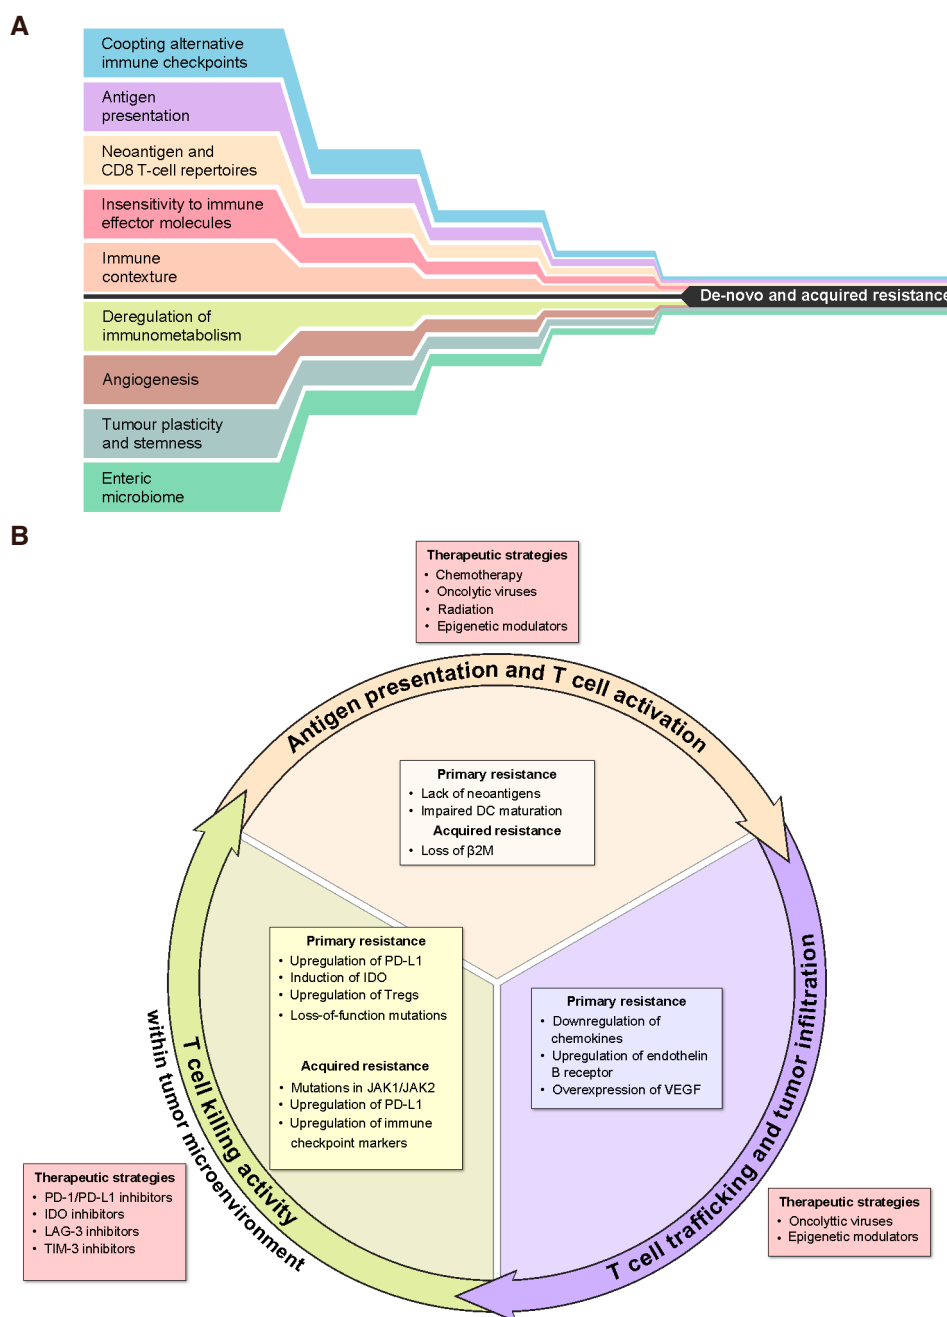 A
Coopting alternative
immune checkpoints
Antigen
presentation
Neoantigen and
CD8 T-cell repertoires
Insensitivity to immune
effector molecules
Immune
contexture
De-novo and acquired resistance
Deregulation of
immunometabolism
Angiogenesis
Tumour plasticity
and stemness
Enteric
microbiome
B
Therapeutic strategies
• Chemotherapy
• Oncolytic viruses
• Radiation
• Epigenetic modulators
Antigen presentation and T cell activation
Primary resistance
• Lack of neoantigens
• Impaired DC maturation
Acquired resistance
• Loss of β2M
Primary resistance
• Upregulation of PD-L1
• Induction of IDO
• Upregulation of Tregs
• Loss-of-function mutations
Acquired resistance
• Mutations in JAK1/JAK2
• Upregulation of PD-L1
• Upregulation of immune
checkpoint markers
Primary resistance
• Downregulation of
chemokines
• Upregulation of endothelin
B receptor
• Overexpression of VEGF
T cell trafficking and tumor infiltration
T cell killing activity
within tumor microenvironment
Therapeutic strategies
• PD-1/PD-L1 inhibitors
• IDO inhibitors
• LAG-3 inhibitors
• TIM-3 inhibitors
Therapeutic strategies
• Oncolyttic viruses
• Epigenetic modulators